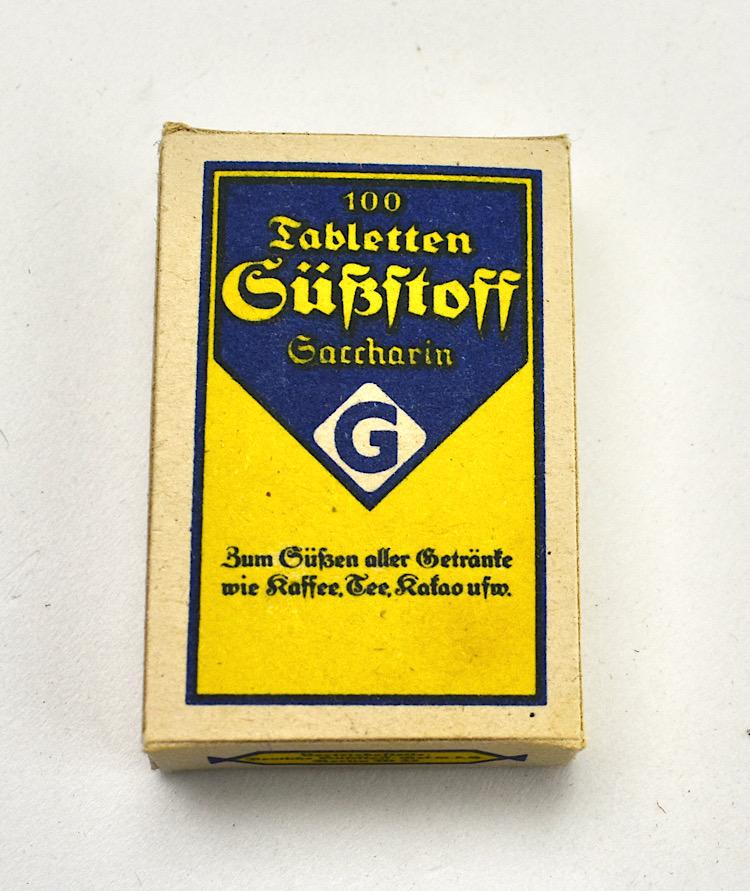 100
Tabletten
Süßstoff
Saccharin
G
Zum Süßen aller Getränke
wie Kaffee, Tee, Kakao usw.